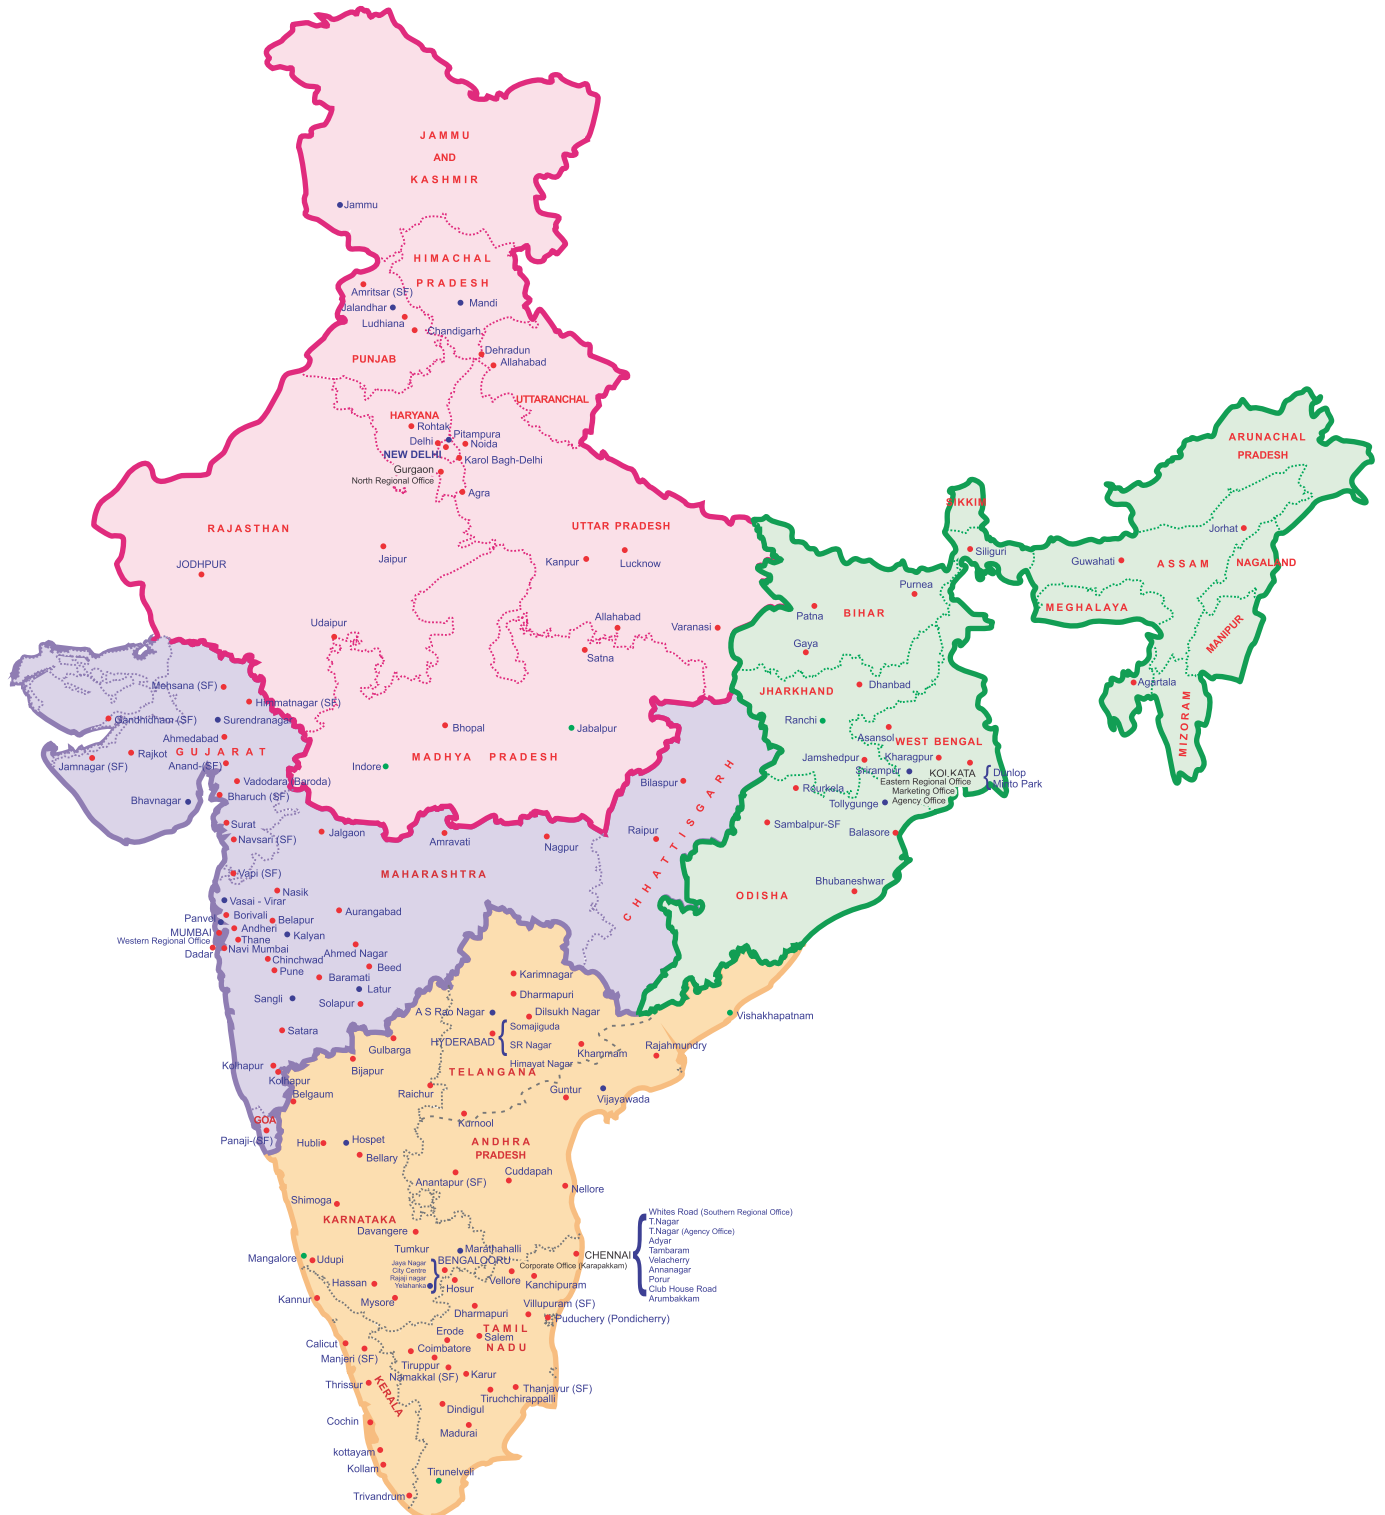 JAMMU
AND
KASHMIR
Jammu
HIMACHAL
PRADESH
Amritsar (SF)
Jalandhar
Mandi
Ludhiana
Chandigarh
Dehradun
Allahabad
PUNJAB
UTTARANCHAL
HARYANA
Rohtak
Pitampura
Delhi
Noida
NEW DELHI
Karol Bagh-Delhi
Gurgaon
North Regional Office
Agra
RAJASTHAN
UTTAR PRADESH
JODHPUR
Jaipur
Kanpur
Lucknow
Udaipur
Allahabad
Varanasi
Satna
Bhopal
Jabalpur
MADHYA PRADESH
Indore
ARUNACHAL
PRADESH
SIKKIM
Jorhat
Siliguri
Guwahati
ASSAM
NAGALAND
MEGHALAYA
MANIPUR
Agartala
MIZORAM
Purnea
Patna
BIHAR
Gaya
JHARKHAND
Dhanbad
Ranchi
Asansol
WEST BENGAL
Jamshedpur
Kharagpur
Srirampur
KOLKATA
Dunlop
Minto Park
Eastern Regional Office
Marketing Office
Agency Office
Rourkela
Tollygunge
Sambalpur-SF
Balasore
Bhubaneshwar
ODISHA
Mehsana (SF)
Himmatnagar (SF)
Gandhidham (SF)
Surendranagar
Ahmedabad
GUJARAT
Rajkot
Jamnagar (SF)
Anand-(SF)
Vadodara (Baroda)
Bharuch (SF)
Bhavnagar
Surat
Navsari (SF)
Vapi (SF)
Jalgaon
Amravati
Nagpur
Bilaspur
Raipur
CHHATTISGARH
MAHARASHTRA
Nasik
Vasai - Virar
Borivali
Panvel
Belapur
Aurangabad
Andheri
MUMBAI
Kalyan
Western Regional Office
Thane
Dadar
Navi Mumbai
Ahmed Nagar
Chinchwad
Pune
Beed
Baramati
Latur
Sangli
Solapur
Satara
Kolhapur
Kolhapur
GOA
Panaji-(SF)
Karimnagar
Dharmapuri
A S Rao Nagar
Dilsukh Nagar
HYDERABAD
Somajiguda
SR Nagar
Himayat Nagar
Khammam
Rajahmundry
Vishakhapatnam
TELANGANA
Gulbarga
Bijapur
Belgaum
Raichur
Guntur
Vijayawada
Kurnool
Hubli
Hospet
Bellary
ANDHRA
PRADESH
Anantapur (SF)
Cuddapah
Nellore
Shimoga
KARNATAKA
Davangere
Tumkur
Marathahalli
Mangalore
Udupi
BENGALOORU
Jaya Nagar
City Centre
Rajaji nagar
Yelahanka
Hassan
Hosur
Vellore
Kanchipuram
Mysore
Kannur
CHENNAI
Corporate Office (Karapakkam)
Whites Road (Southern Regional Office)
T.Nagar
T.Nagar (Agency Office)
Adyar
Tambaram
Velacherry
Annanagar
Porur
Club House Road
Arumbakkam
Dharmapuri
Villupuram (SF)
Puduchery (Pondicherry)
TAMIL
NADU
Erode
Salem
Calicut
Coimbatore
Manjeri (SF)
Tiruppur
Namakkal (SF)
Karur
Thrissur
KERALA
Thanjavur (SF)
Tiruchchirappalli
Dindigul
Cochin
Madurai
kottayam
Kollam
Tirunelveli
Trivandrum